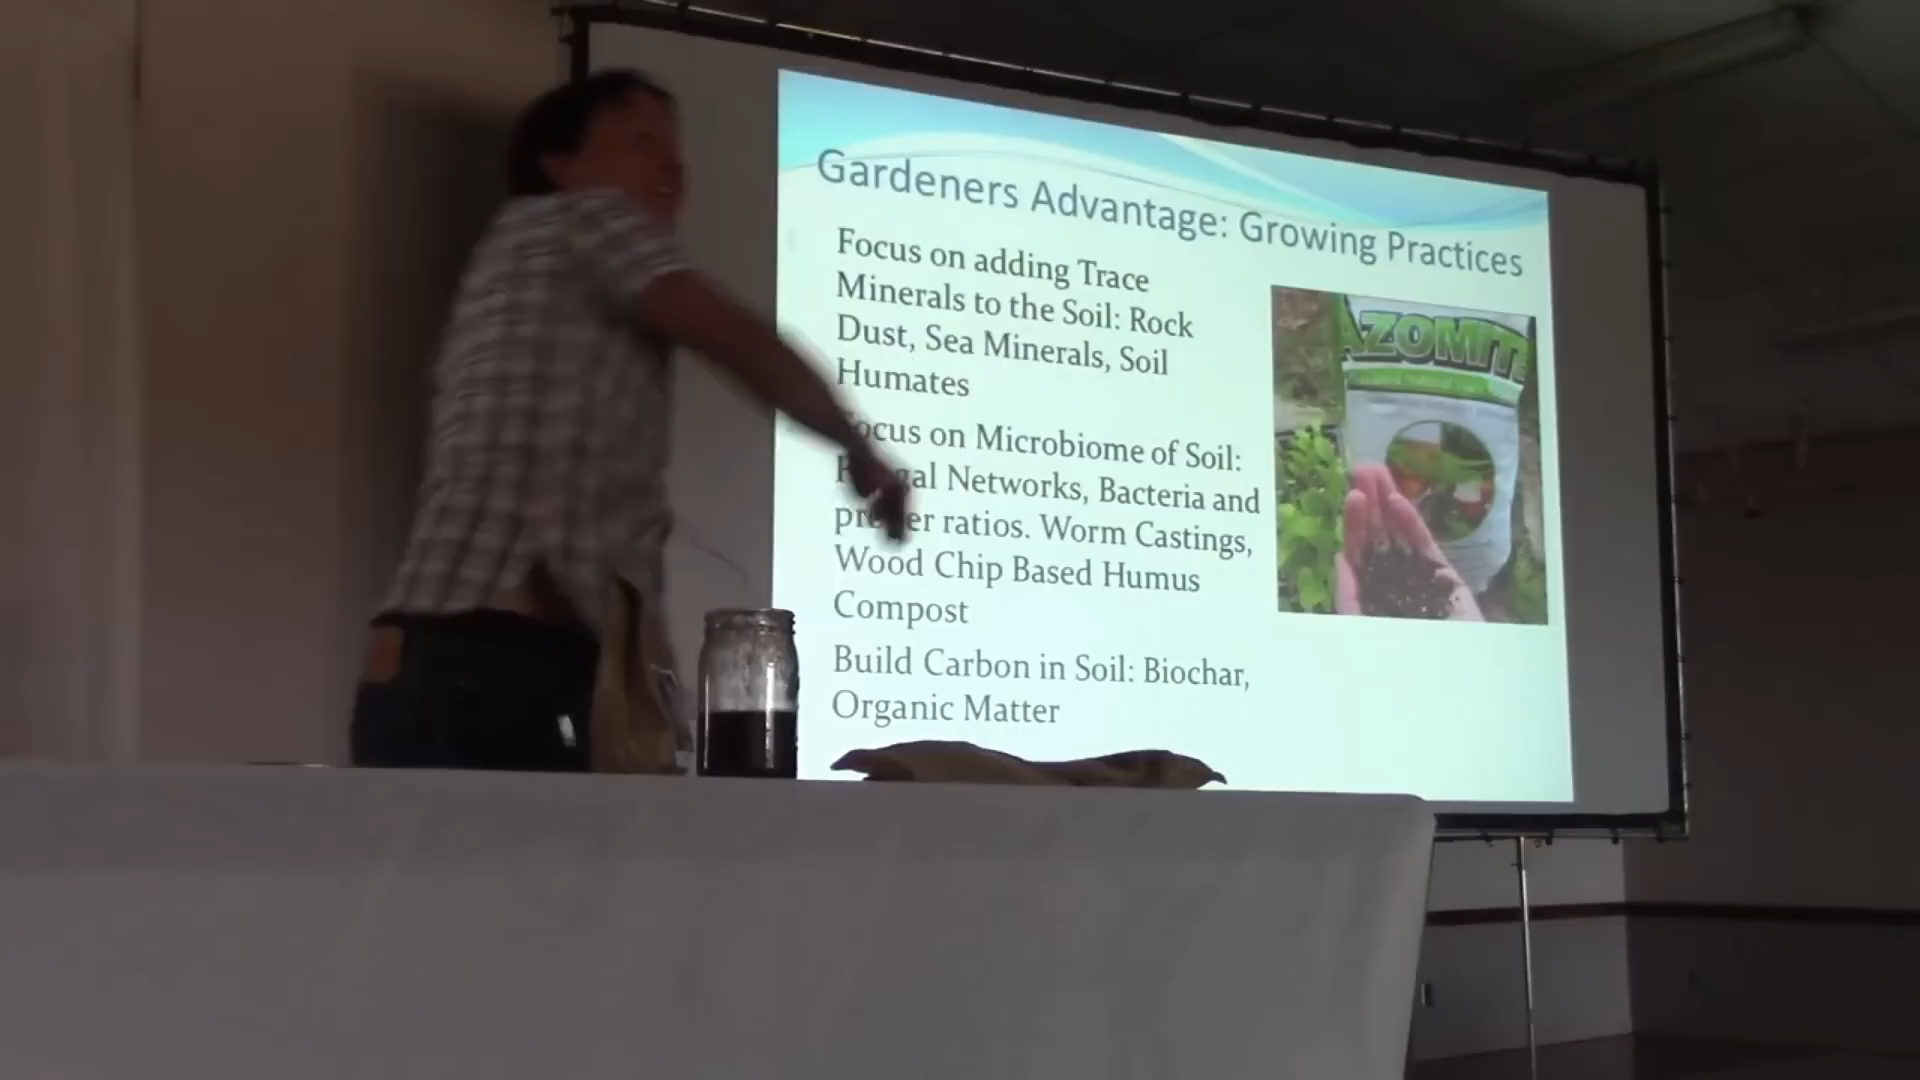 Gardeners Advantage: Growing Practices
Focus on adding Trace
Minerals to the Soil: Rock
Dust, Sea Minerals, Soil
Humates
Focus on Microbiome of Soil:
Fungal Networks, Bacteria and
proper ratios. Worm Castings,
Wood Chip Based Humus
Compost
Build Carbon in Soil: Biochar,
Organic Matter
AZOMITE